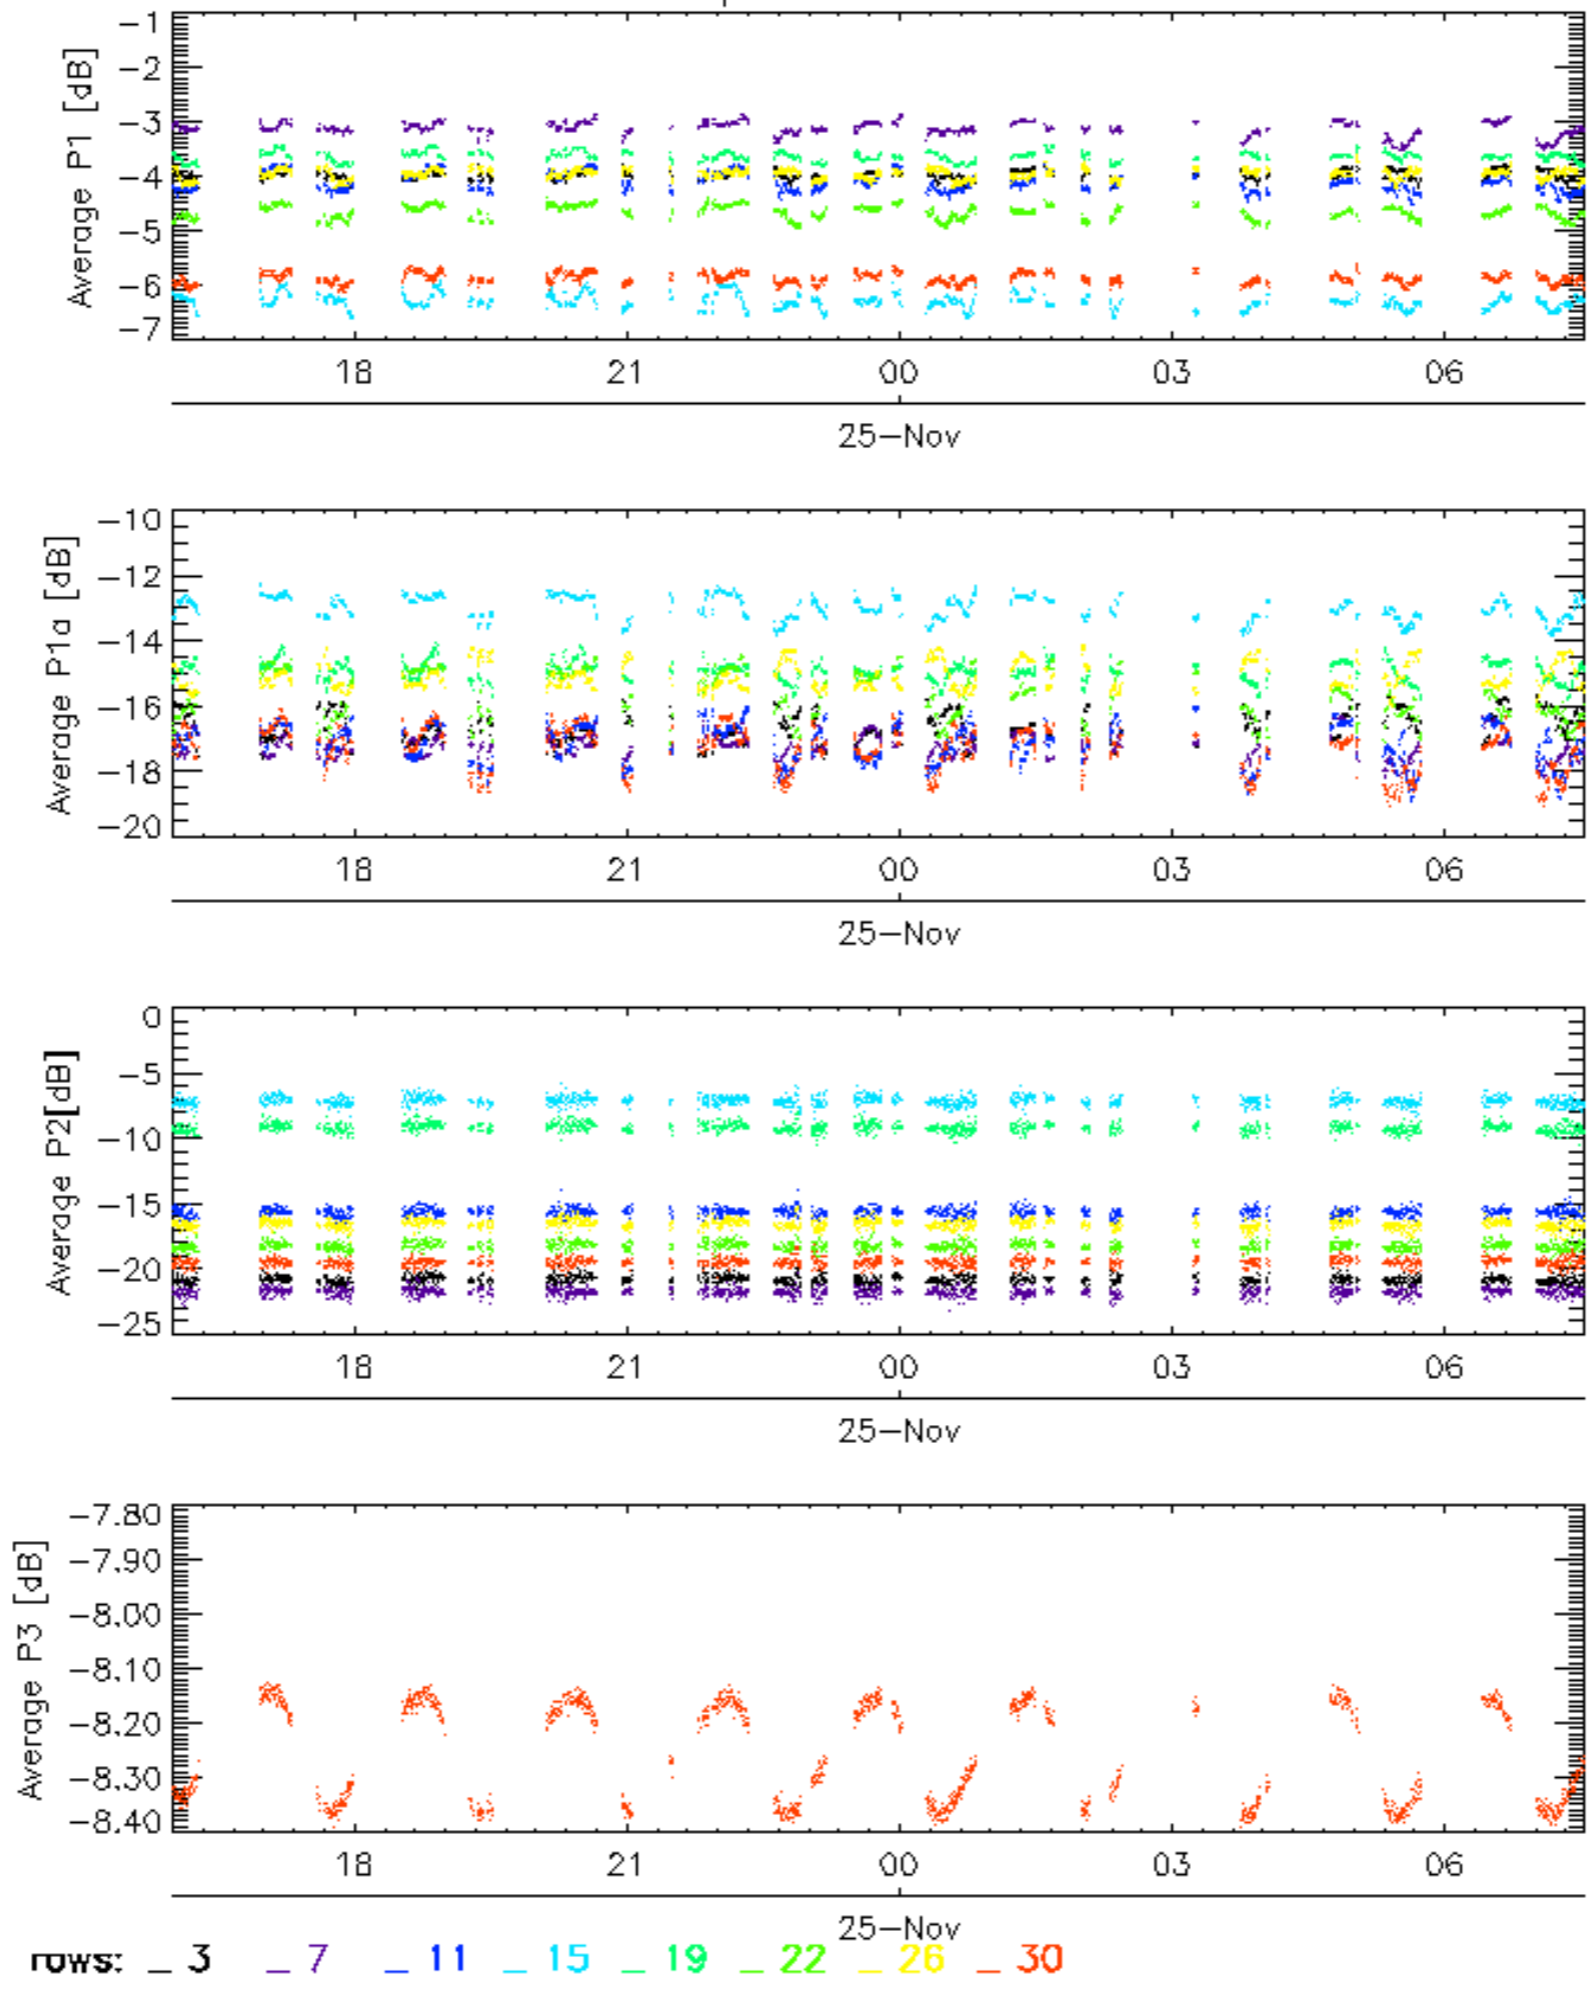 -1
-2
-3
-4
-5
-6
-7
Average P1 [dB]
18 21 00 03 06
25-Nov
-10
-12
-14
-16
-18
-20
Average P1a [dB]
18 21 00 03 06
25-Nov
0
-5
-10
-15
-20
-25
Average P2[dB]
18 21 00 03 06
25-Nov
-7.80
-7.90
-8.00
-8.10
-8.20
-8.30
-8.40
Average P3 [dB]
18 21 00 03 06
25-Nov
rows: _ 3 _ 7 _ 11 _ 15 _ 19 _ 22 _ 26 _ 30